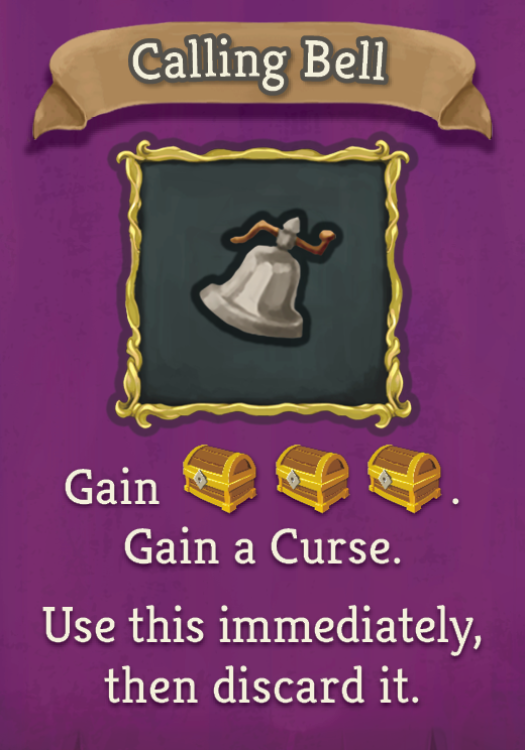 Calling Bell
Gain .
Gain a Curse.
Use this immediately,
then discard it.